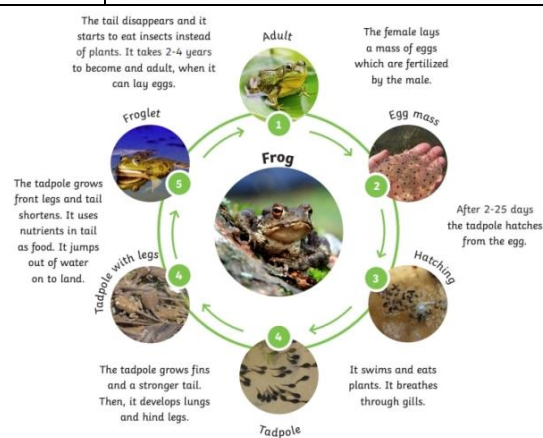 The tail disappears and it
starts to eat insects instead
of plants. It takes 2-4 years
to become and adult, when it
can lay eggs.
Adult
1
The female lays
a mass of eggs
which are fertilized
by the male.
Egg mass
2
After 2-25 days
the tadpole hatches
from the egg.
Hatching
3
It swims and eats
plants. It breathes
through gills.
Tadpole
4
The tadpole grows fins
and a stronger tail.
Then, it develops lungs
and hind legs.
Tadpole with legs
4
The tadpole grows
front legs and tail
shortens. It uses
nutrients in tail
as food. It jumps
out of water
on to land.
Froglet
5
Frog